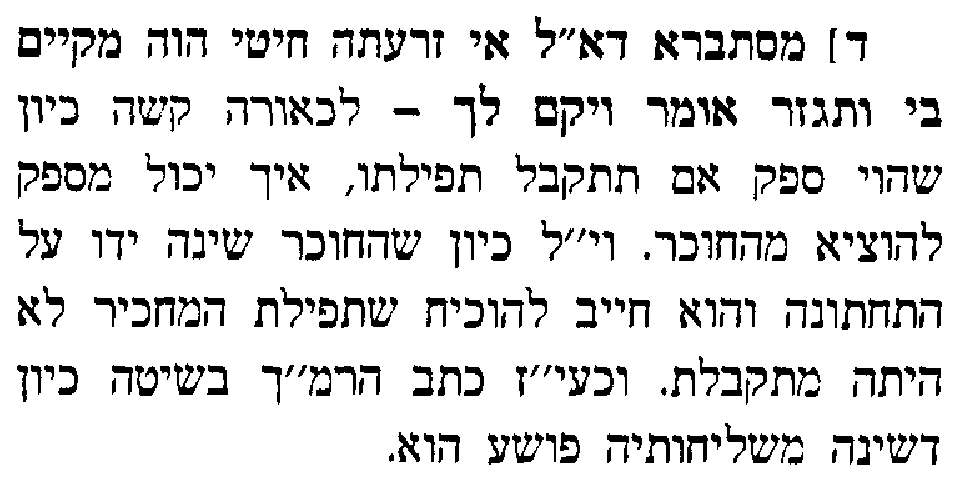 ד] מסתברא דא״ל אי זרעתה חיטי הוה מקיים
בי ותגזר אומר ויקם לך – לכאורה קשה כיון
שהוי ספק אם תתקבל תפילתו, איך יכול מספק
להוציא מהחוכר. וי״ל כיון שהחוכר שינה ידו על
התחתונה והוא חייב להוכיח שתפילת המחכיר לא
היתה מתקבלת. וכעי״ז כתב הרמ״ך בשיטה כיון
דשינה משליחותיה פושע הוא.